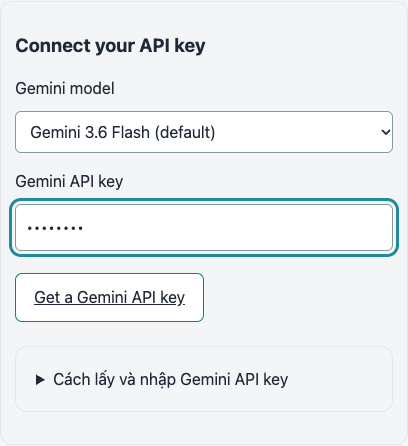 Connect your API key
Gemini model
Gemini 3.6 Flash (default)
Gemini API key
••••••••
Get a Gemini API key
▶ Cách lấy và nhập Gemini API key